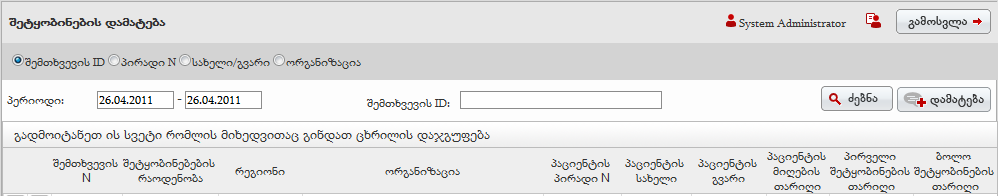 შეტყობინების დამატება
System Administrator
გამოსვლა
შემთხვევის ID პირადი N სახელი/გვარი ორგანიზაცია
პერიოდი: 26.04.2011 - 26.04.2011 შემთხვევის ID: ძებნა დამატება
გადმოიტანეთ ის სვეტი რომლის მიხედვითაც გინდათ ცხრილის დაჯგუფება
შემთხვევის N
შეტყობინებების რაოდენობა
რეგიონი
ორგანიზაცია
პაციენტის პირადი N
პაციენტის სახელი
პაციენტის გვარი
პაციენტის მიღების თარიღი
პირველი შეტყობინების თარიღი
ბოლო შეტყობინების თარიღი